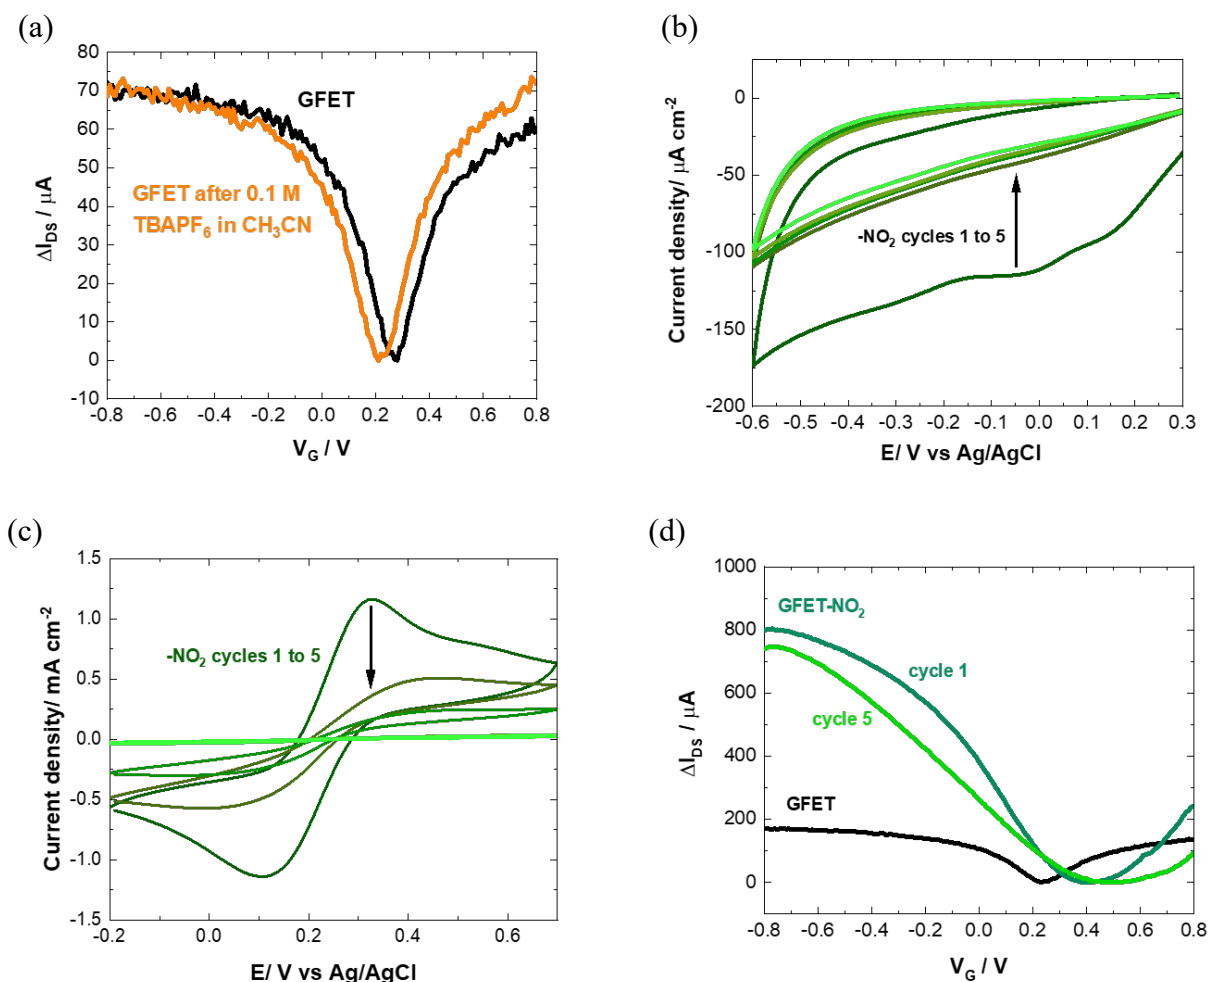 (a)
80
70
60
50
40
30
20
10
0
-10
ΔI_DS / μA
GFET
GFET after 0.1 M
TBAPF₆ in CH₃CN
-0.8 -0.6 -0.4 -0.2 0.0 0.2 0.4 0.6 0.8
V_G / V
(b)
0
-50
-100
-150
-200
Current density/ μA cm⁻²
-NO₂ cycles 1 to 5
-0.6 -0.5 -0.4 -0.3 -0.2 -0.1 0.0 0.1 0.2 0.3
E/ V vs Ag/AgCl
(c)
1.5
1.0
0.5
0.0
-0.5
-1.0
-1.5
Current density/ mA cm⁻²
-NO₂ cycles 1 to 5
-0.2 0.0 0.2 0.4 0.6
E/ V vs Ag/AgCl
(d)
1000
800
600
400
200
0
ΔI_DS / μA
GFET-NO₂
cycle 1
cycle 5
GFET
-0.8 -0.6 -0.4 -0.2 0.0 0.2 0.4 0.6 0.8
V_G / V